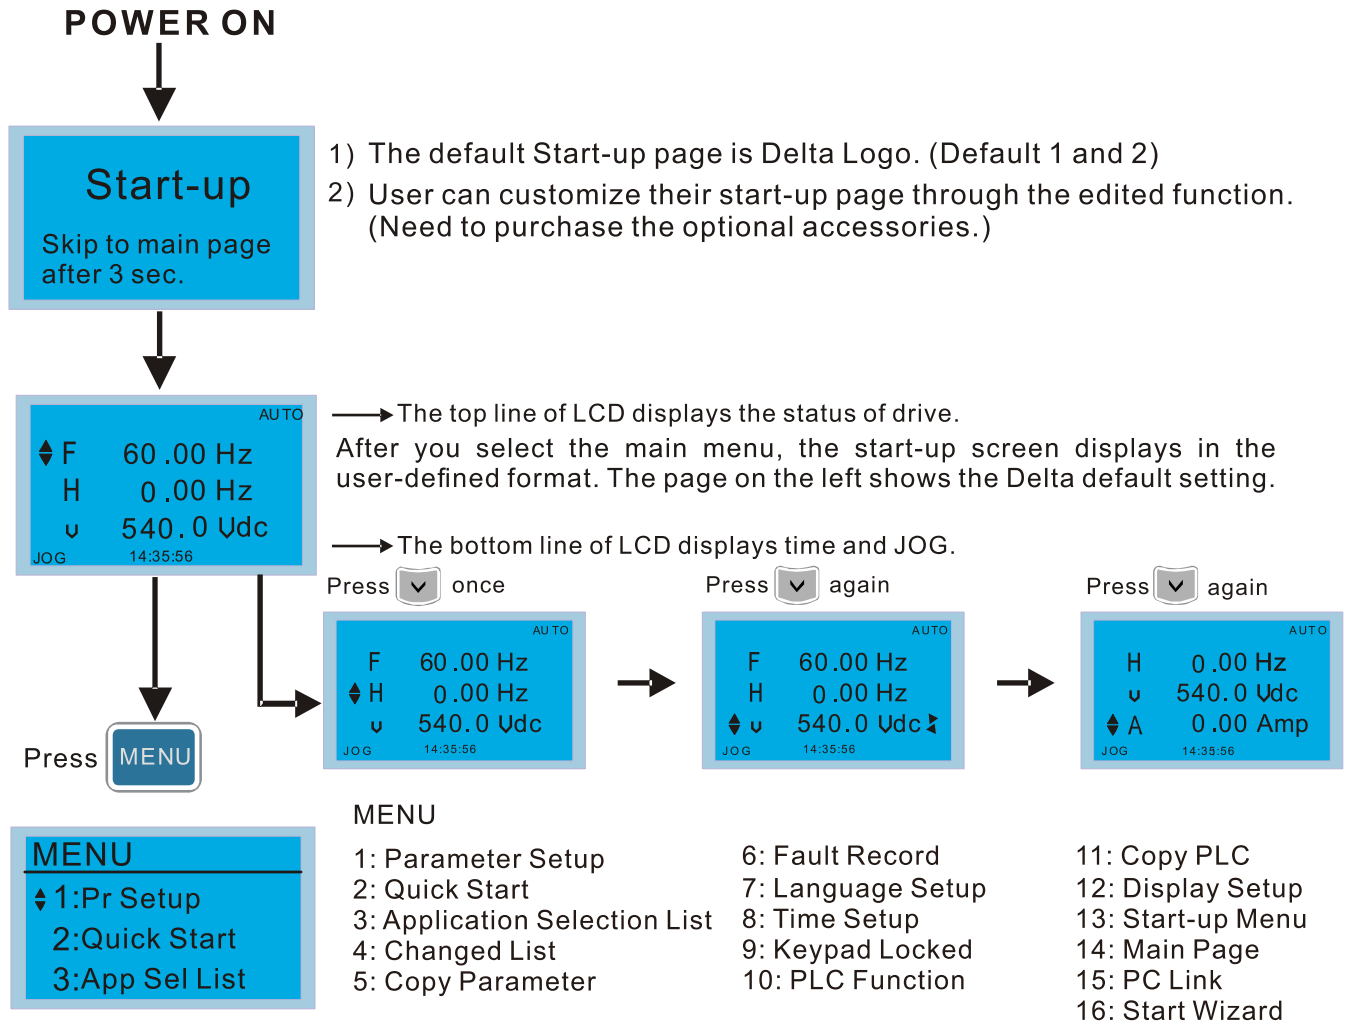 POWER ON
Start-up
Skip to main page
after 3 sec.
1) The default Start-up page is Delta Logo. (Default 1 and 2)
2) User can customize their start-up page through the edited function.
(Need to purchase the optional accessories.)
AUTO
F 60.00 Hz
H 0.00 Hz
v 540.0 Vdc
JOG 14:35:56
The top line of LCD displays the status of drive.
After you select the main menu, the start-up screen displays in the
user-defined format. The page on the left shows the Delta default setting.
The bottom line of LCD displays time and JOG.
Press once
AUTO
F 60.00 Hz
H 0.00 Hz
v 540.0 Vdc
JOG 14:35:56
Press again
AUTO
F 60.00 Hz
H 0.00 Hz
v 540.0 Vdc
JOG 14:35:56
Press again
AUTO
H 0.00 Hz
v 540.0 Vdc
A 0.00 Amp
JOG 14:35:56
Press MENU
MENU
1:Pr Setup
2:Quick Start
3:App Sel List
MENU
1: Parameter Setup
2: Quick Start
3: Application Selection List
4: Changed List
5: Copy Parameter
6: Fault Record
7: Language Setup
8: Time Setup
9: Keypad Locked
10: PLC Function
11: Copy PLC
12: Display Setup
13: Start-up Menu
14: Main Page
15: PC Link
16: Start Wizard